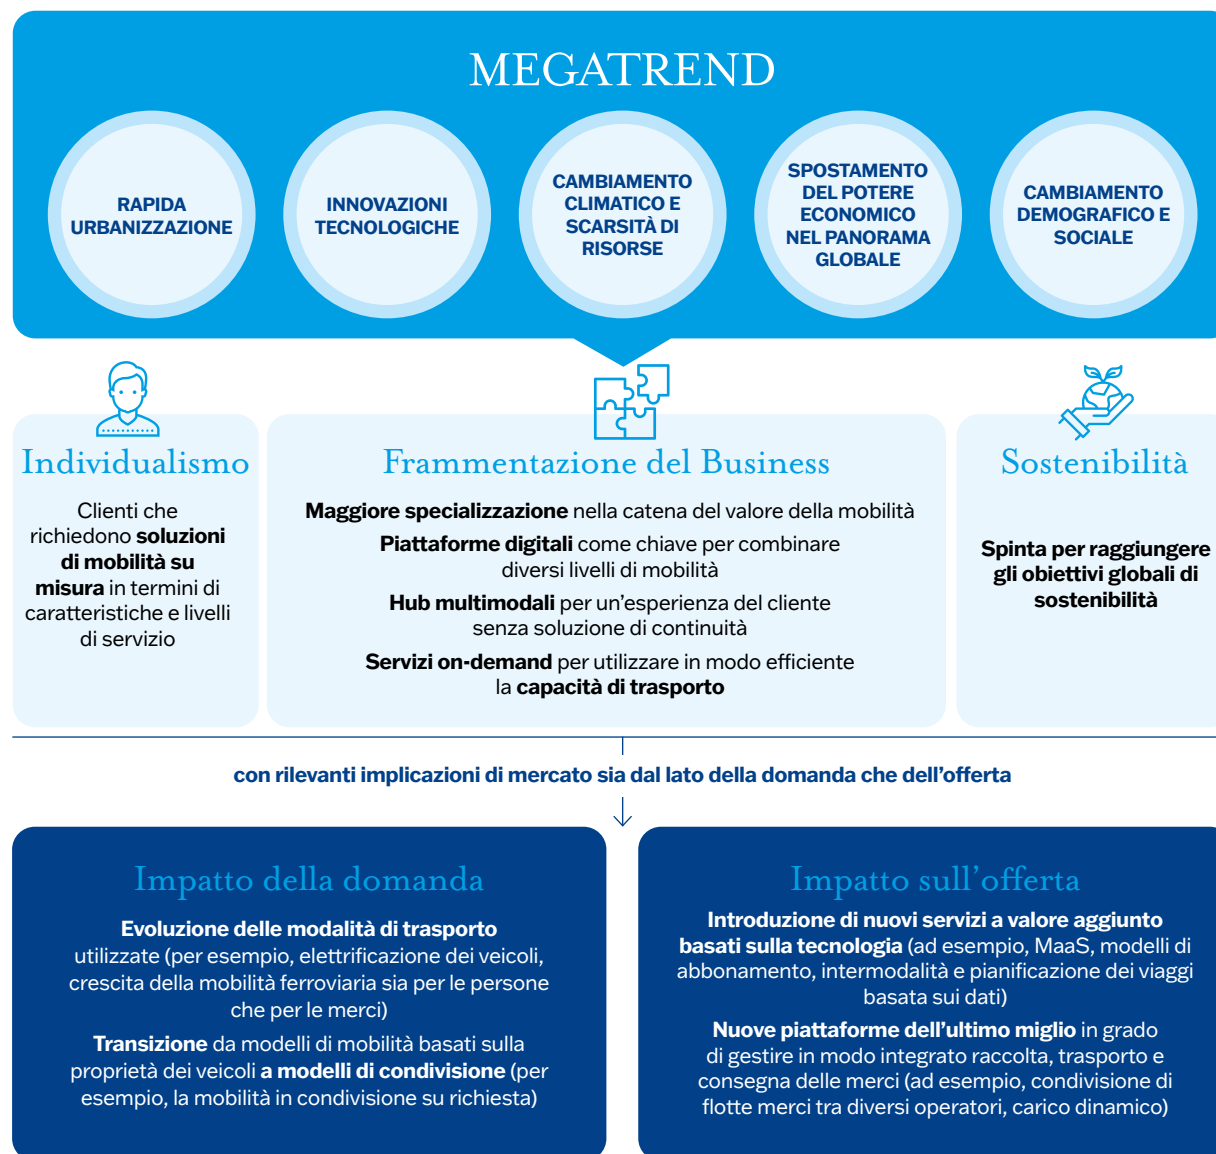 MEGATREND
RAPIDA
URBANIZZAZIONE
INNOVAZIONI
TECNOLOGICHE
CAMBIAMENTO
CLIMATICO E
SCARSITÀ DI
RISORSE
SPOSTAMENTO
DEL POTERE
ECONOMICO
NEL PANORAMA
GLOBALE
CAMBIAMENTO
DEMOGRAFICO E
SOCIALE
Individualismo
Clienti che
richiedono soluzioni
di mobilità su
misura in termini di
caratteristiche e livelli
di servizio
Frammentazione del Business
Maggiore specializzazione nella catena del valore della mobilità
Piattaforme digitali come chiave per combinare
diversi livelli di mobilità
Hub multimodali per un'esperienza del cliente
senza soluzione di continuità
Servizi on-demand per utilizzare in modo efficiente
la capacità di trasporto
Sostenibilità
Spinta per raggiungere
gli obiettivi globali di
sostenibilità
con rilevanti implicazioni di mercato sia dal lato della domanda che dell'offerta
Impatto della domanda
Evoluzione delle modalità di trasporto
utilizzate (per esempio, elettrificazione dei veicoli,
crescita della mobilità ferroviaria sia per le persone
che per le merci)
Transizione da modelli di mobilità basati sulla
proprietà dei veicoli a modelli di condivisione (per
esempio, la mobilità in condivisione su richiesta)
Impatto sull'offerta
Introduzione di nuovi servizi a valore aggiunto
basati sulla tecnologia (ad esempio, MaaS, modelli di
abbonamento, intermodalità e pianificazione dei viaggi
basata sui dati)
Nuove piattaforme dell'ultimo miglio in grado
di gestire in modo integrato raccolta, trasporto e
consegna delle merci (ad esempio, condivisione di
flotte merci tra diversi operatori, carico dinamico)